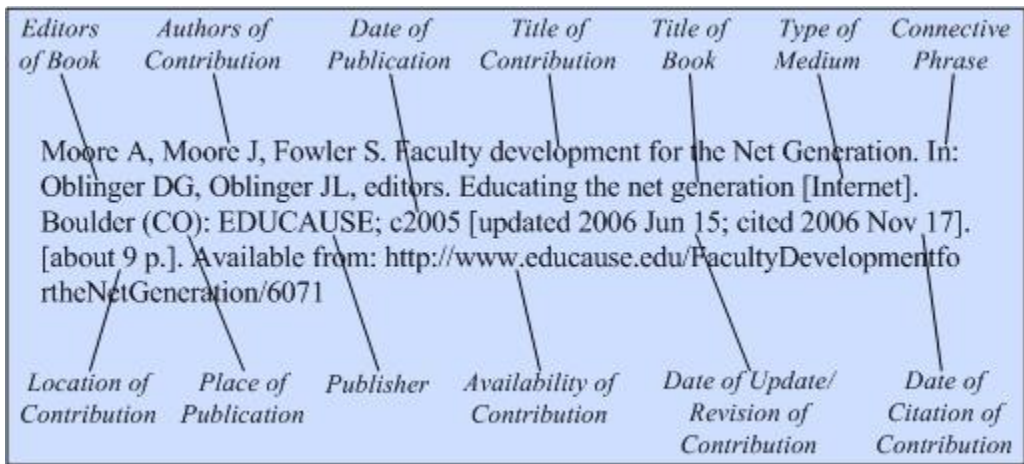 Editors Authors of Date of Title of Title of Type of Connective
of Book Contribution Publication Contribution Book Medium Phrase
Moore A, Moore J, Fowler S. Faculty development for the Net Generation. In:
Oblinger DG, Oblinger JL, editors. Educating the net generation [Internet].
Boulder (CO): EDUCAUSE; c2005 [updated 2006 Jun 15; cited 2006 Nov 17].
[about 9 p.]. Available from: http://www.educause.edu/FacultyDevelopmentfo
rtheNetGeneration/6071
Location of Place of Publisher Availability of Date of Update/ Date of
Contribution Publication Contribution Revision of Citation of
Contribution Contribution